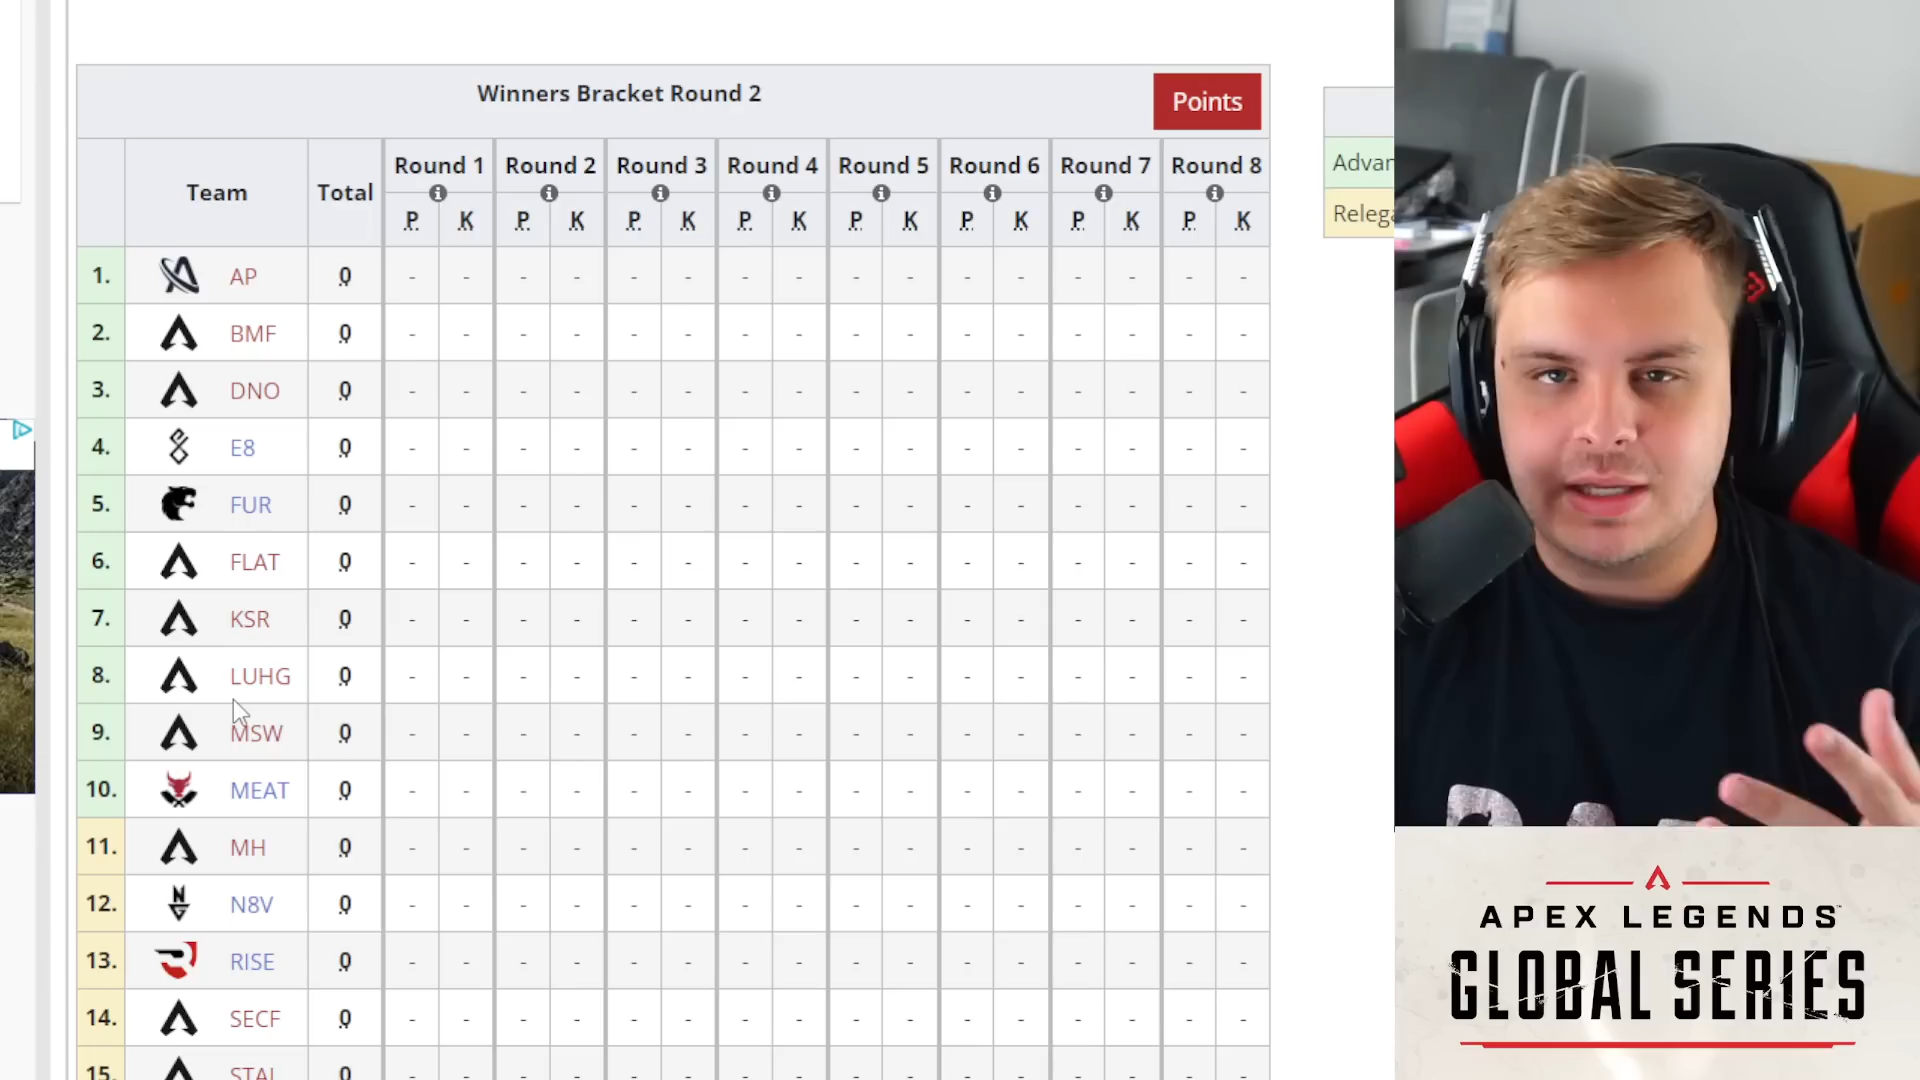 Winners Bracket Round 2
Points
Team Total Round 1 Round 2 Round 3 Round 4 Round 5 Round 6 Round 7 Round 8
P K P K P K P K P K P K P K P K
1. AP 0 - - - - - - - - - - - - - - - -
2. BMF 0 - - - - - - - - - - - - - - - -
3. DNO 0 - - - - - - - - - - - - - - - -
4. E8 0 - - - - - - - - - - - - - - - -
5. FUR 0 - - - - - - - - - - - - - - - -
6. FLAT 0 - - - - - - - - - - - - - - - -
7. KSR 0 - - - - - - - - - - - - - - - -
8. LUHG 0 - - - - - - - - - - - - - - - -
9. MSW 0 - - - - - - - - - - - - - - - -
10. MEAT 0 - - - - - - - - - - - - - - - -
11. MH 0 - - - - - - - - - - - - - - - -
12. N8V 0 - - - - - - - - - - - - - - - -
13. RISE 0 - - - - - - - - - - - - - - - -
14. SECF 0 - - - - - - - - - - - - - - - -
15. STAL 0 - - - - - - - - - - - - - - - -
Advan
Relega
APEX LEGENDS
GLOBAL SERIES